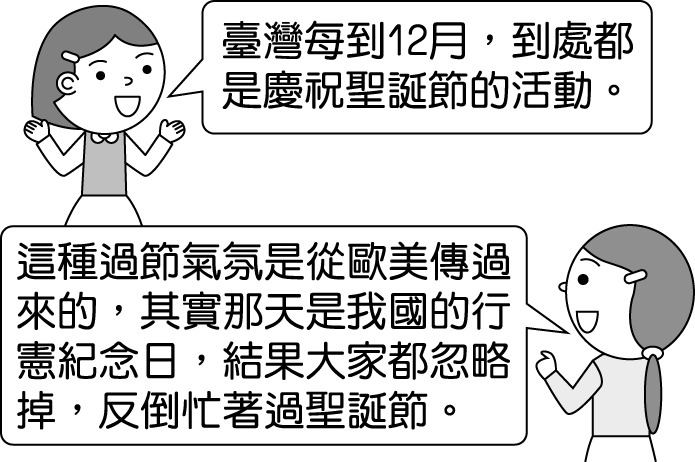 臺灣每到12月，到處都
是慶祝聖誕節的活動。
這種過節氣氛是從歐美傳過
來的，其實那天是我國的行
憲紀念日，結果大家都忽略
掉，反倒忙著過聖誕節。